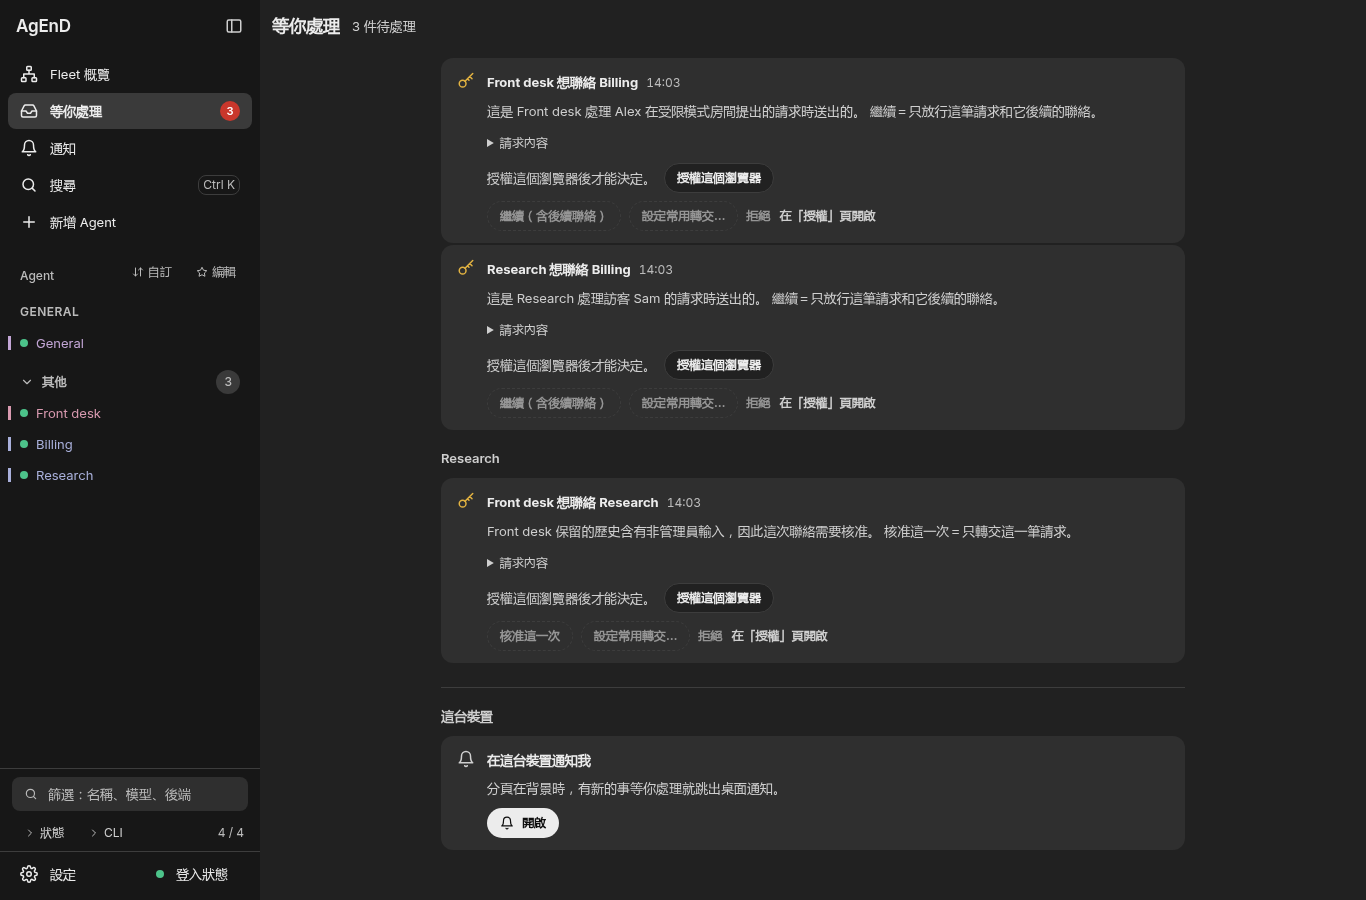 AgEnD
Fleet 概覽
等你處理 3
通知
搜尋 Ctrl K
新增 Agent
Agent 自訂 編輯
GENERAL
General
其他 3
Front desk
Billing
Research
篩選：名稱、模型、後端
狀態 CLI 4 / 4
設定 登入狀態
等你處理 3 件待處理
Front desk 想聯絡 Billing 14:03
這是 Front desk 處理 Alex 在受限模式房間提出的請求時送出的。 繼續＝只放行這筆請求和它後續的聯絡。
請求內容
授權這個瀏覽器後才能決定。 授權這個瀏覽器
繼續（含後續聯絡） 設定常用轉交… 拒絕 在「授權」頁開啟
Research 想聯絡 Billing 14:03
這是 Research 處理訪客 Sam 的請求時送出的。 繼續＝只放行這筆請求和它後續的聯絡。
請求內容
授權這個瀏覽器後才能決定。 授權這個瀏覽器
繼續（含後續聯絡） 設定常用轉交… 拒絕 在「授權」頁開啟
Research
Front desk 想聯絡 Research 14:03
Front desk 保留的歷史含有非管理員輸入，因此這次聯絡需要核准。 核准這一次＝只轉交這一筆請求。
請求內容
授權這個瀏覽器後才能決定。 授權這個瀏覽器
核准這一次 設定常用轉交… 拒絕 在「授權」頁開啟
這台裝置
在這台裝置通知我
分頁在背景時，有新的事等你處理就跳出桌面通知。
開啟